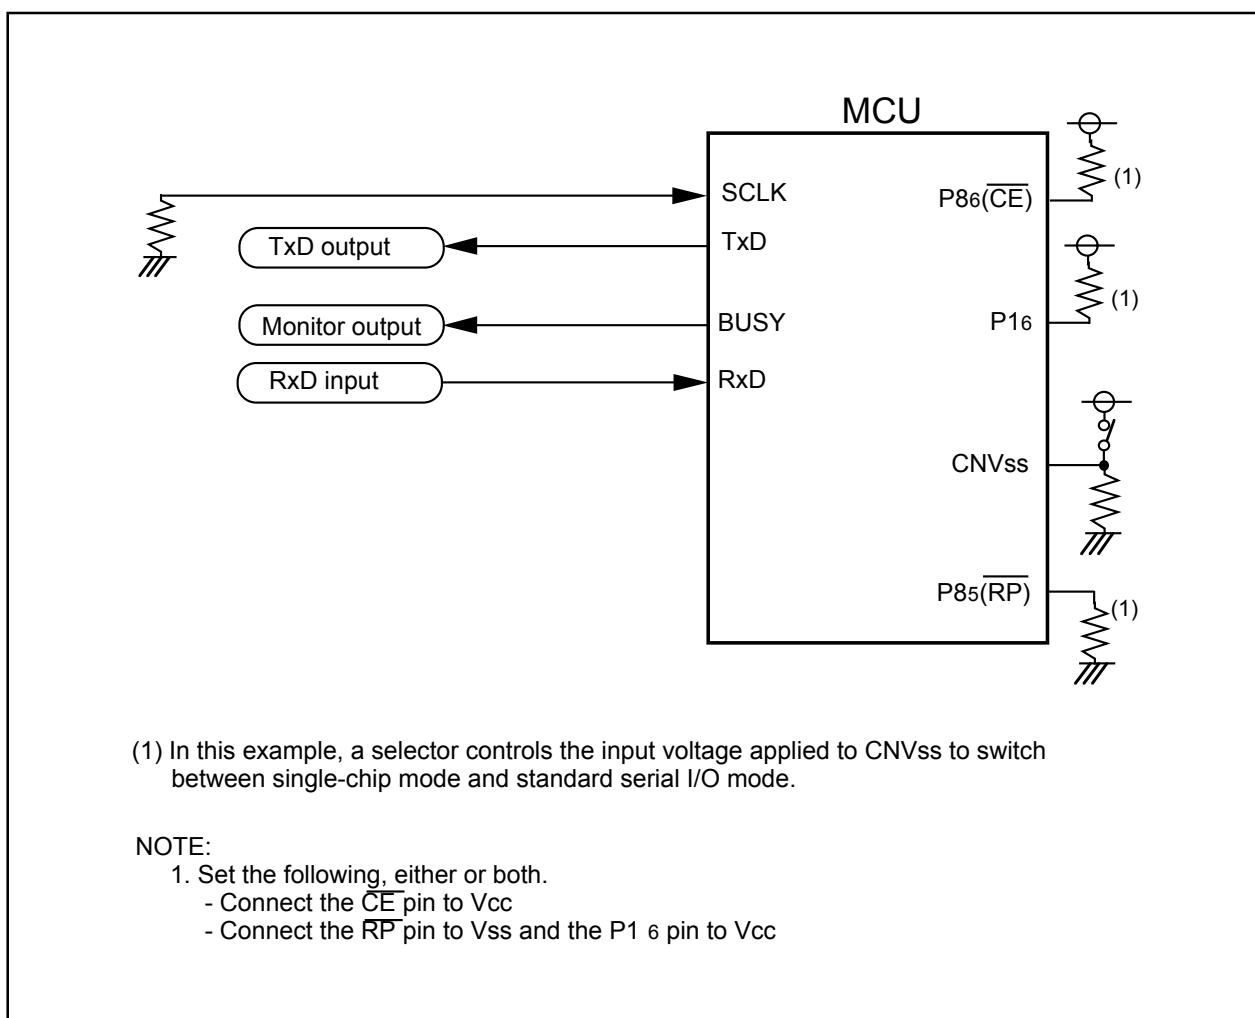 MCU
SCLK
TxD output
TxD
Monitor output
BUSY
RxD input
RxD
P86(CE)
(1)
P16
(1)
CNVss
P85(RP)
(1)
(1) In this example, a selector controls the input voltage applied to CNVss to switch
between single-chip mode and standard serial I/O mode.
NOTE:
1. Set the following, either or both.
- Connect the CE pin to Vcc
- Connect the RP pin to Vss and the P1 6 pin to Vcc